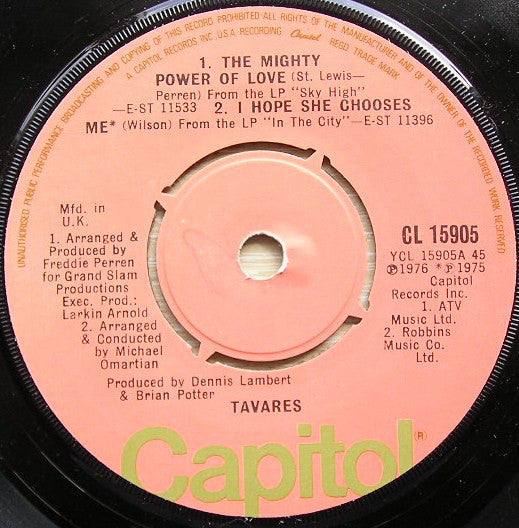 UNAUTHORISED PUBLIC PERFORMANCE BROADCASTING AND COPYING OF THIS RECORD PROHIBITED ALL RIGHTS OF THE MANUFACTURER AND OF THE OWNER OF THE RECORDED WORK RESERVED
A CAPITOL RECORDS INC. U.S.A RECORDING Capitol REGD TRADE MARK
1. THE MIGHTY
POWER OF LOVE (St. Lewis—
Perren) From the LP "Sky High"
—E-ST 11533 2. I HOPE SHE CHOOSES
ME* (Wilson) From the LP "In The City"—E-ST 11396
Mfd. in
U.K.
1. Arranged &
Produced by
Freddie Perren
for Grand Slam
Productions
Exec. Prod.:
Larkin Arnold
2. Arranged
& Conducted
by Michael
Omartian
Produced by Dennis Lambert
& Brian Potter
CL 15905
YCL 15905A 45
℗1976 *℗1975
Capitol
Records Inc.
1. ATV
Music Ltd.
2. Robbins
Music Co.
Ltd.
TAVARES
Capitol®